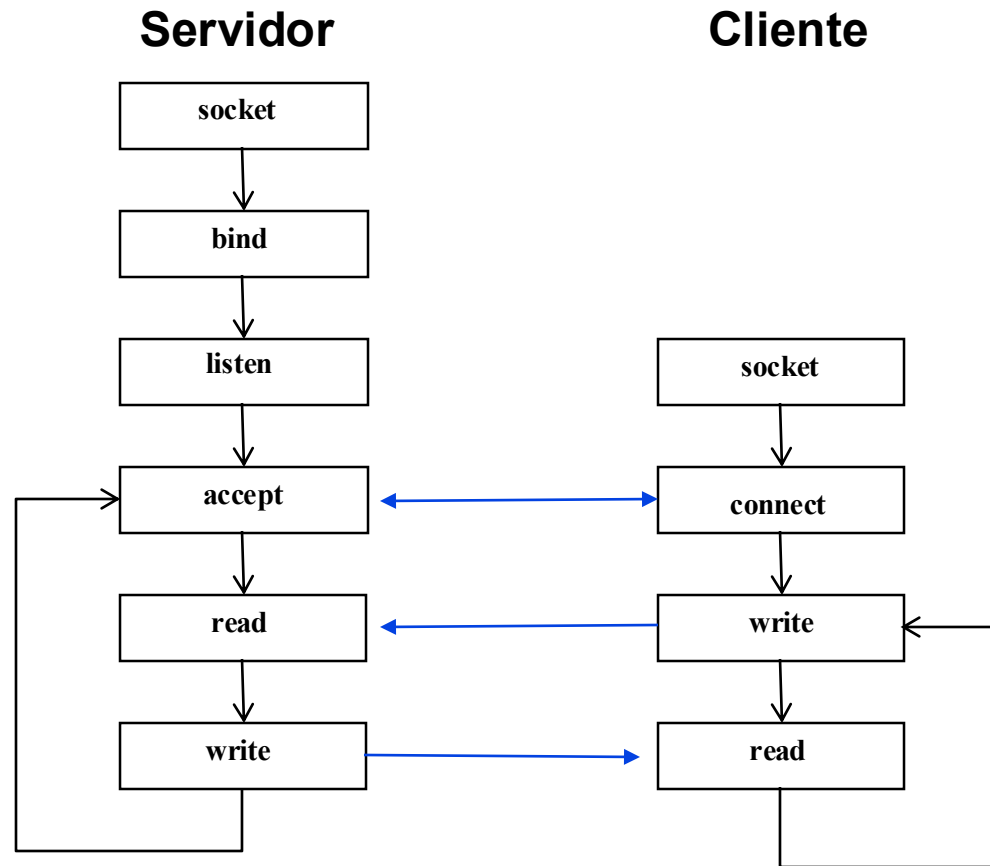 Servidor
socket
bind
listen
accept
read
write
Cliente
socket
connect
write
read